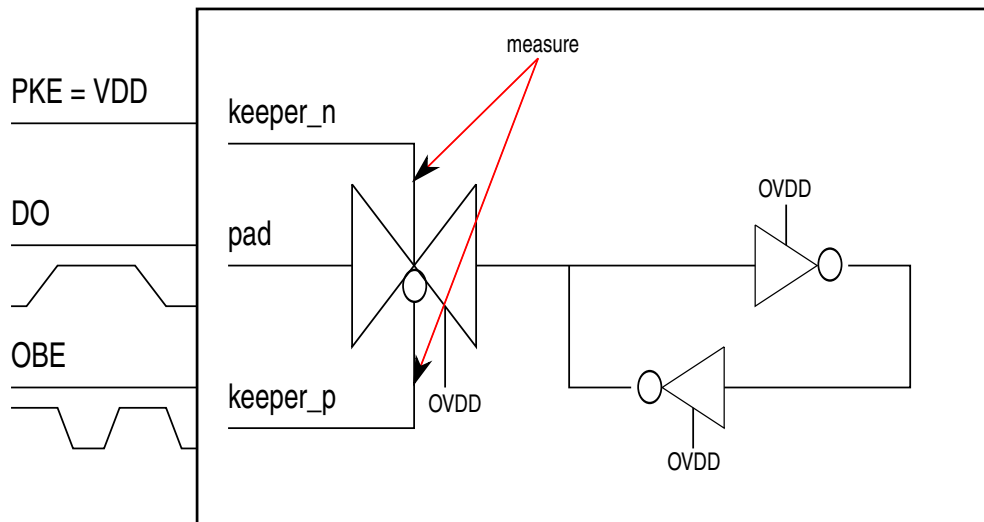 measure
PKE = VDD
keeper_n
OVDD
DO
pad
OBE
keeper_p
OVDD
OVDD